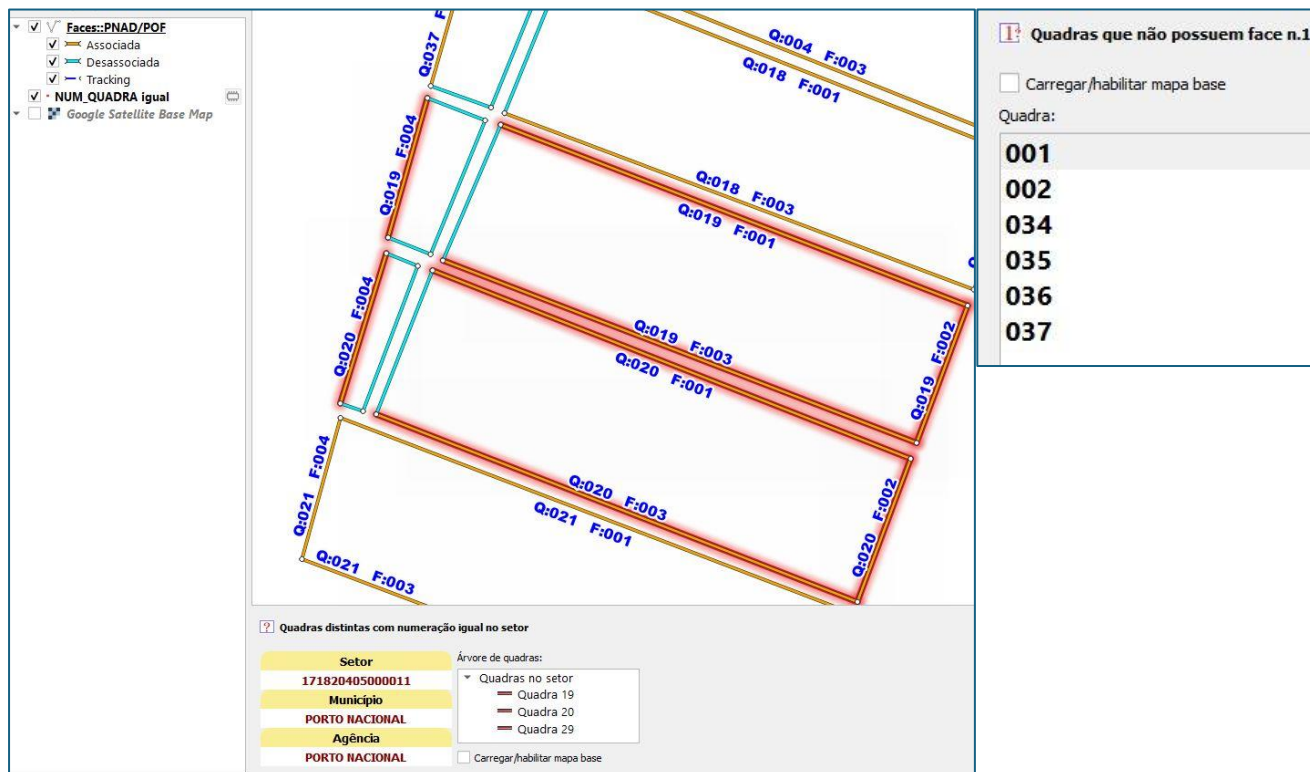 Faces::PNAD/POF
Associada
Desassociada
Tracking
NUM_QUADRA igual
Google Satellite Base Map
Q:037 F
Q:004 F:003
Q:018 F:001
Q:019 F:004
Q:018 F:003
Q:019 F:001
Q:020 F:004
Q:019 F:003
Q:020 F:001
Q:019 F:002
Q:021 F:004
Q:020 F:003
Q:021 F:001
Q:020 F:002
Q:021 F:003
Quadras distintas com numeração igual no setor
Setor
171820405000011
Município
PORTO NACIONAL
Agência
PORTO NACIONAL
Árvore de quadras:
Quadras no setor
Quadra 19
Quadra 20
Quadra 29
Carregar/habilitar mapa base
Quadras que não possuem face n.1
Carregar/habilitar mapa base
Quadra:
001
002
034
035
036
037